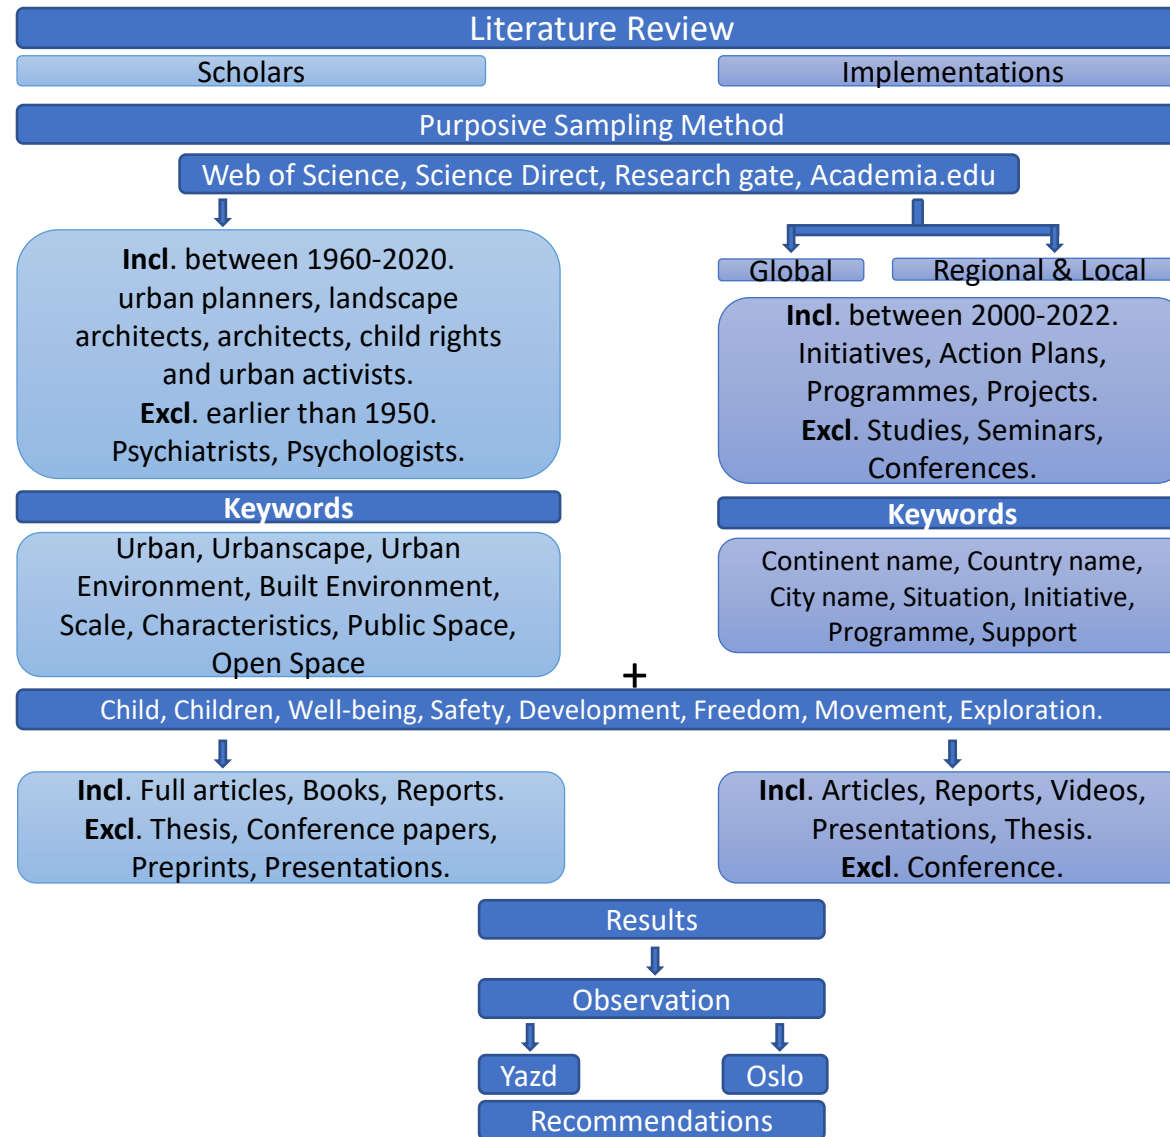 Literature Review
Scholars
Implementations
Purposive Sampling Method
Web of Science, Science Direct, Research gate, Academia.edu
Incl. between 1960-2020.
urban planners, landscape
architects, architects, child rights
and urban activists.
Excl. earlier than 1950.
Psychiatrists, Psychologists.
Global
Regional & Local
Incl. between 2000-2022.
Initiatives, Action Plans,
Programmes, Projects.
Excl. Studies, Seminars,
Conferences.
Keywords
Urban, Urbanscape, Urban
Environment, Built Environment,
Scale, Characteristics, Public Space,
Open Space
Keywords
Continent name, Country name,
City name, Situation, Initiative,
Programme, Support
+
Child, Children, Well-being, Safety, Development, Freedom, Movement, Exploration.
Incl. Full articles, Books, Reports.
Excl. Thesis, Conference papers,
Preprints, Presentations.
Incl. Articles, Reports, Videos,
Presentations, Thesis.
Excl. Conference.
Results
Observation
Yazd
Oslo
Recommendations